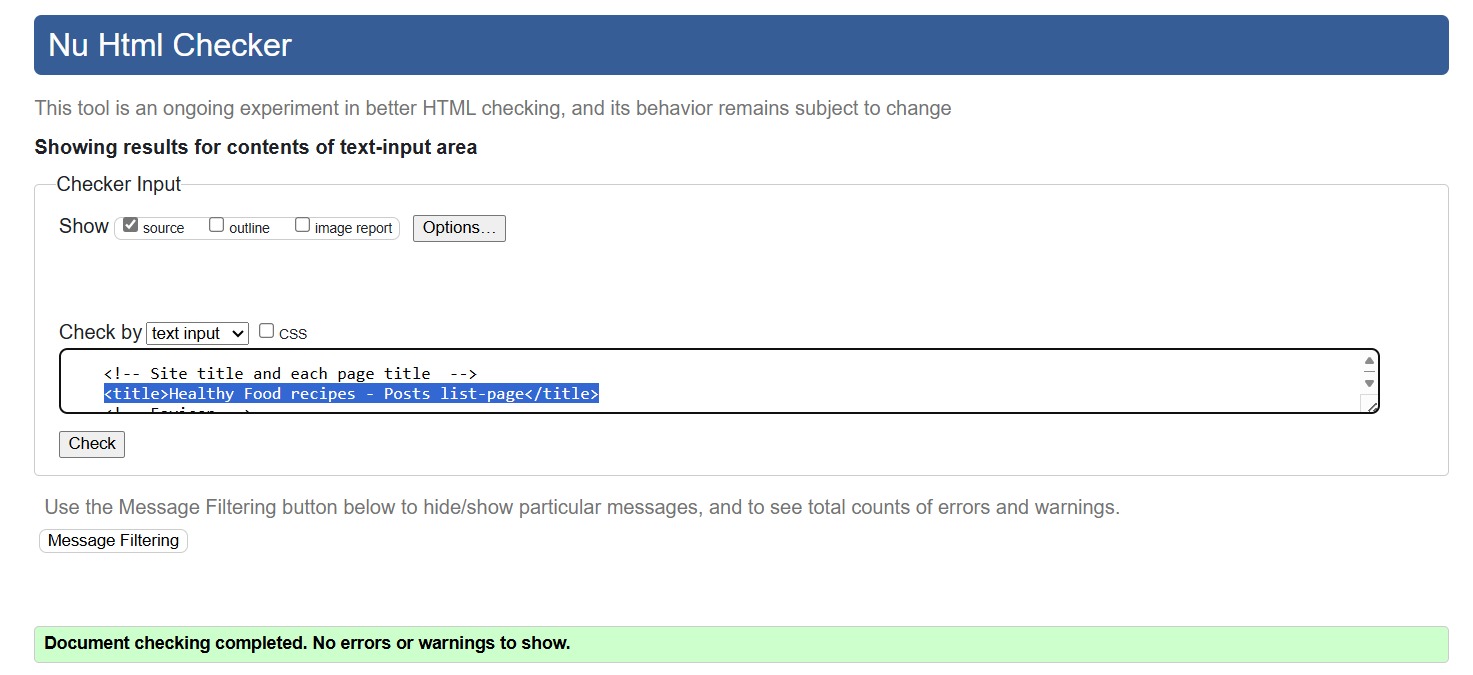 Nu Html Checker
This tool is an ongoing experiment in better HTML checking, and its behavior remains subject to change
Showing results for contents of text-input area
Checker Input
Show source outline image report Options...
Check by text input CSS
<!-- Site title and each page title  -->
<title>Healthy Food recipes - Posts list-page</title>
Check
Use the Message Filtering button below to hide/show particular messages, and to see total counts of errors and warnings.
Message Filtering
Document checking completed. No errors or warnings to show.